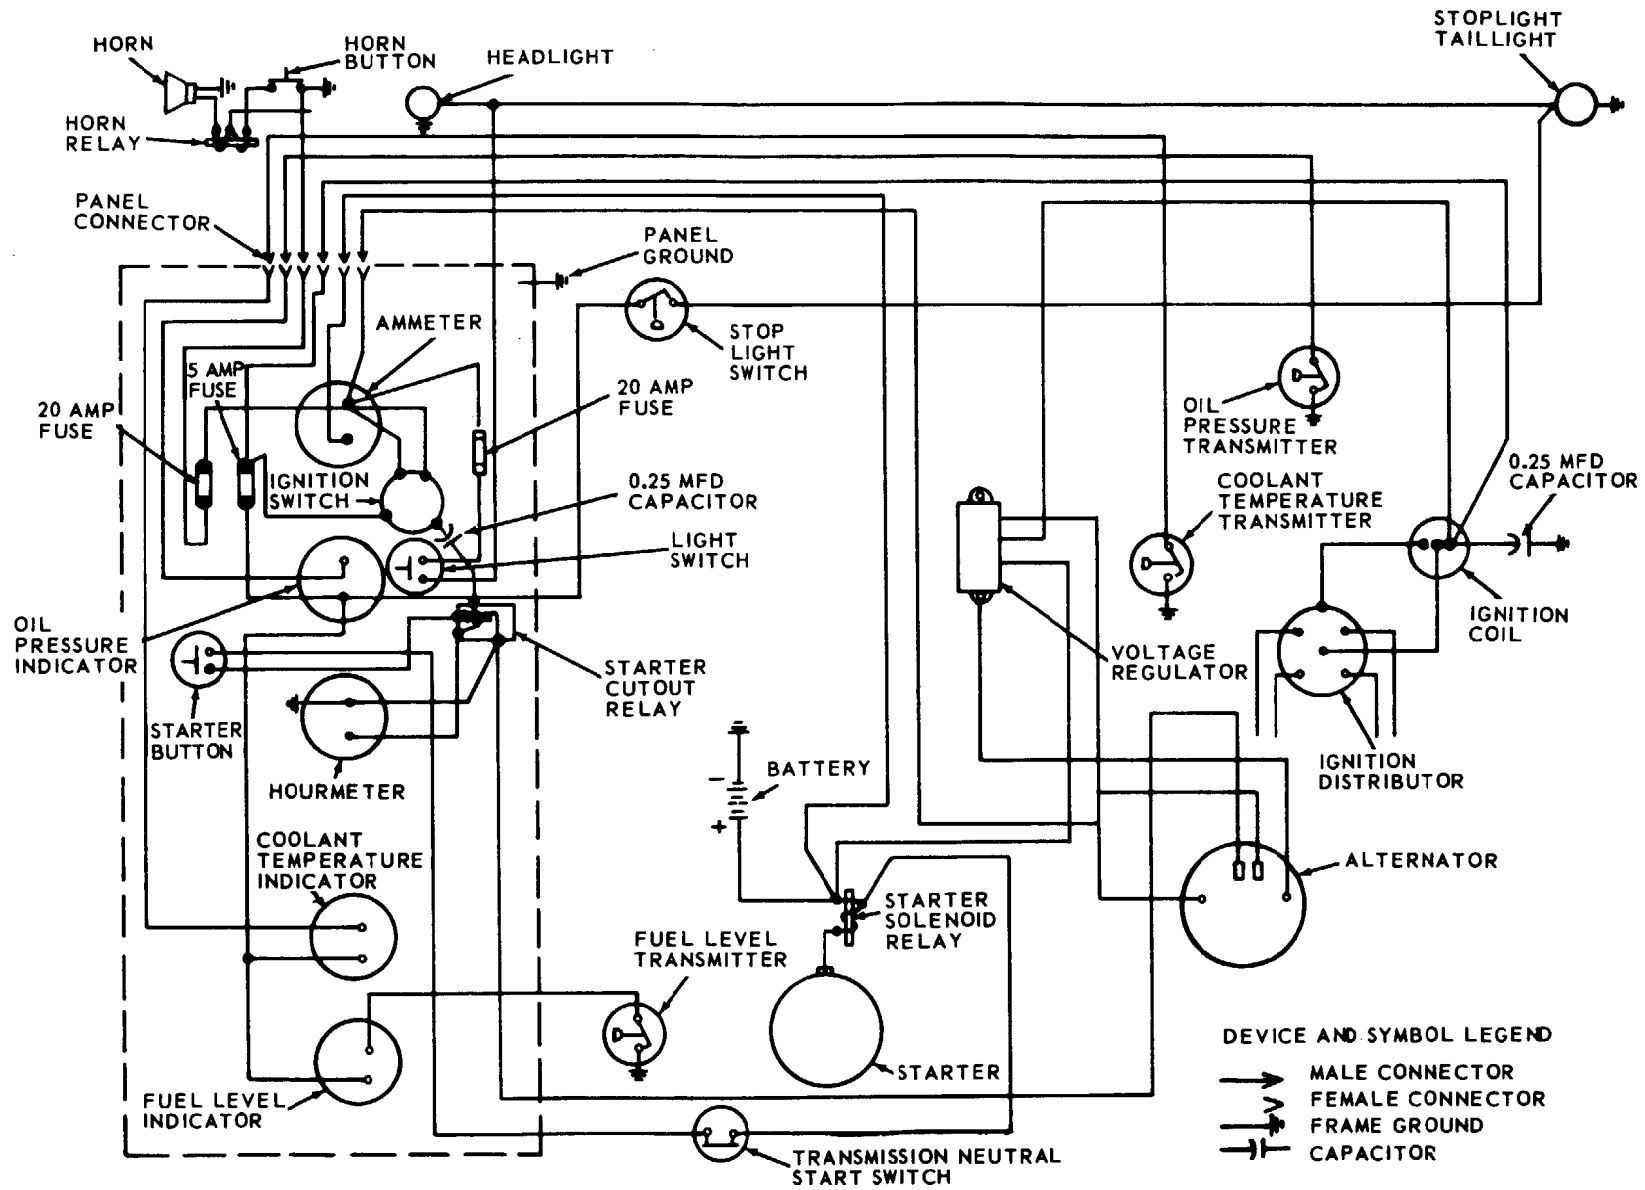 HORN
HORN
BUTTON
HEADLIGHT
STOPLIGHT
TAILLIGHT
HORN
RELAY
PANEL
CONNECTOR
PANEL
GROUND
AMMETER
STOP
LIGHT
SWITCH
5 AMP
FUSE
20 AMP
FUSE
20 AMP
FUSE
OIL
PRESSURE
TRANSMITTER
IGNITION
SWITCH
0.25 MFD
CAPACITOR
COOLANT
TEMPERATURE
TRANSMITTER
0.25 MFD
CAPACITOR
LIGHT
SWITCH
OIL
PRESSURE
INDICATOR
IGNITION
COIL
VOLTAGE
REGULATOR
STARTER
CUTOUT
RELAY
STARTER
BUTTON
HOURMETER
BATTERY
-
+
IGNITION
DISTRIBUTOR
COOLANT
TEMPERATURE
INDICATOR
ALTERNATOR
STARTER
SOLENOID
RELAY
FUEL LEVEL
TRANSMITTER
STARTER
FUEL LEVEL
INDICATOR
TRANSMISSION NEUTRAL
START SWITCH
DEVICE AND SYMBOL LEGEND
MALE CONNECTOR
FEMALE CONNECTOR
FRAME GROUND
CAPACITOR